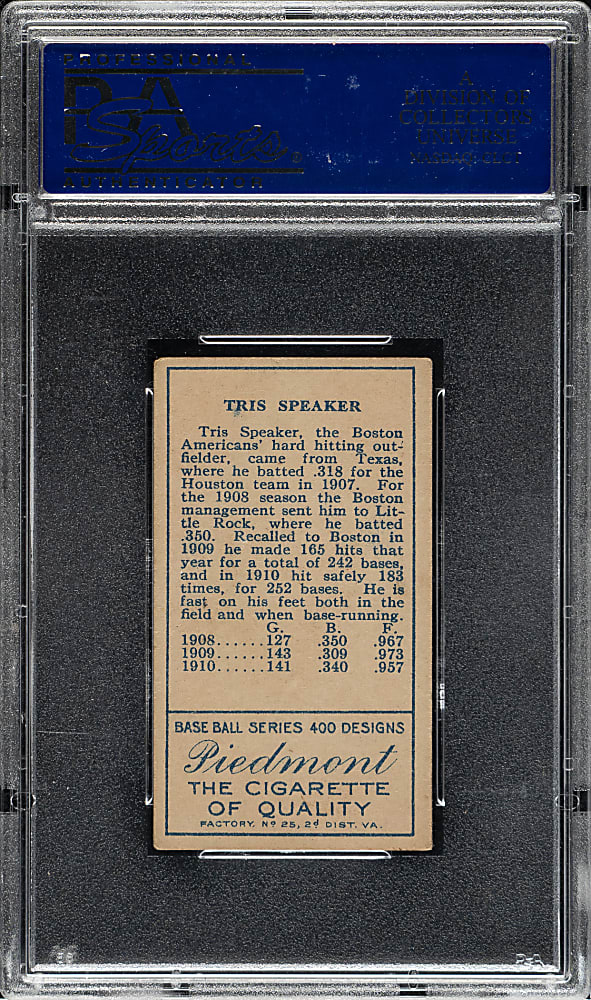 PROFESSIONAL
PSA
Sports
AUTHENTICATOR
A
DIVISION OF
COLLECTORS
UNIVERSE
NASDAQ: CLCT
TRIS SPEAKER
Tris Speaker, the Boston
Americans' hard hitting out-
fielder, came from Texas,
where he batted .318 for the
Houston team in 1907. For
the 1908 season the Boston
management sent him to Lit-
tle Rock, where he batted
.350. Recalled to Boston in
1909 he made 165 hits that
year for a total of 242 bases,
and in 1910 hit safely 183
times, for 252 bases. He is
fast on his feet both in the
field and when base-running.
G. B. F.
1908......127 .350 .967
1909......143 .309 .973
1910......141 .340 .957
BASE BALL SERIES 400 DESIGNS
Piedmont
THE CIGARETTE
OF QUALITY
FACTORY Nº 25, 2d DIST. VA.
PSA